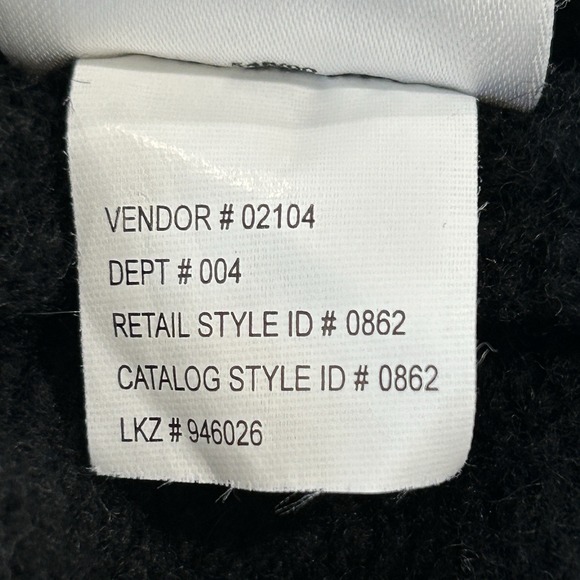 VENDOR # 02104
DEPT # 004
RETAIL STYLE ID # 0862
CATALOG STYLE ID # 0862
LKZ # 946026